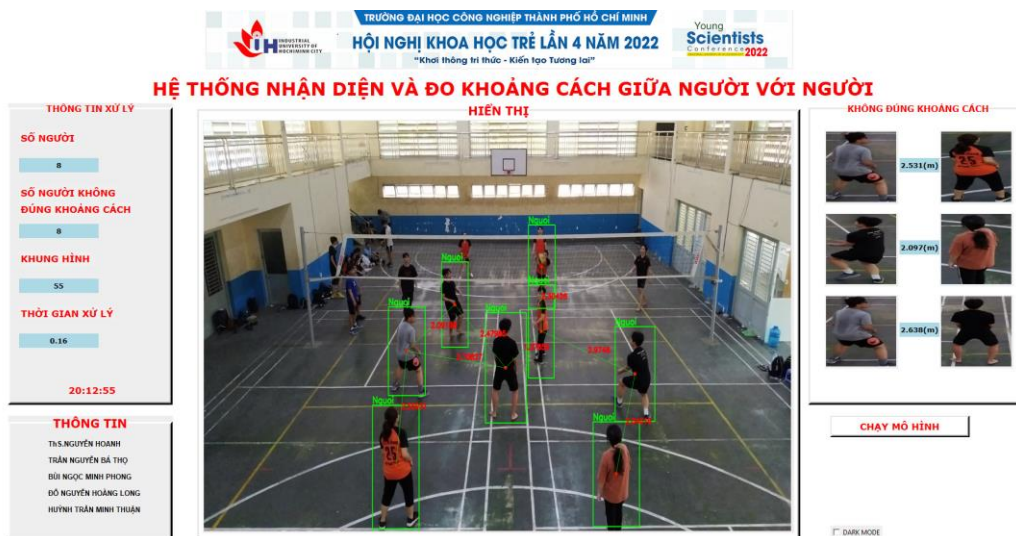 TRƯỜNG ĐẠI HỌC CÔNG NGHIỆP THÀNH PHỐ HỒ CHÍ MINH
IUH
INDUSTRIAL
UNIVERSITY OF
HOCHIMINH CITY
HỘI NGHỊ KHOA HỌC TRẺ LẦN 4 NĂM 2022
"Khơi thông tri thức - Kiến tạo Tương lai"
Young
Scientists
Conference 2022
HỆ THỐNG NHẬN DIỆN VÀ ĐO KHOẢNG CÁCH GIỮA NGƯỜI VỚI NGƯỜI
THÔNG TIN XỬ LÝ
SỐ NGƯỜI
8
SỐ NGƯỜI KHÔNG
ĐÚNG KHOẢNG CÁCH
8
KHUNG HÌNH
55
THỜI GIAN XỬ LÝ
0.16
20:12:55
THÔNG TIN
ThS.NGUYỄN HOANH
TRẦN NGUYỄN BÁ THỌ
BÙI NGỌC MINH PHONG
ĐỖ NGUYỄN HOÀNG LONG
HUỲNH TRẦN MINH THUẬN
HIỂN THỊ
Nguoi
Nguoi
Nguoi
Nguoi
Nguoi
Nguoi
Nguoi
Nguoi
25
KHÔNG ĐÚNG KHOẢNG CÁCH
2.531(m)
25
2.097(m)
2.638(m)
CHẠY MÔ HÌNH
DARK MODE